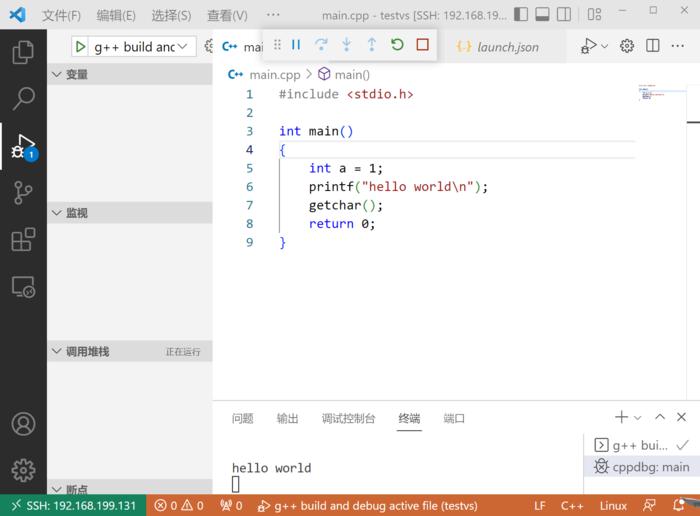 文件(F) 编辑(E) 选择(S) 查看(V) ··· main.cpp - testvs [SSH: 192.168.19...
g++ build and
main.cpp
launch.json
变量
监视
调用堆栈 正在运行
断点
main.cpp > main()
1 #include <stdio.h>
2
3 int main()
4 {
5 int a = 1;
6 printf("hello world\n");
7 getchar();
8 return 0;
9 }
问题 输出 调试控制台 终端 端口
hello world
g++ bui...
cppdbg: main
1
SSH: 192.168.199.131 0 0 0 g++ build and debug active file (testvs) LF C++ Linux